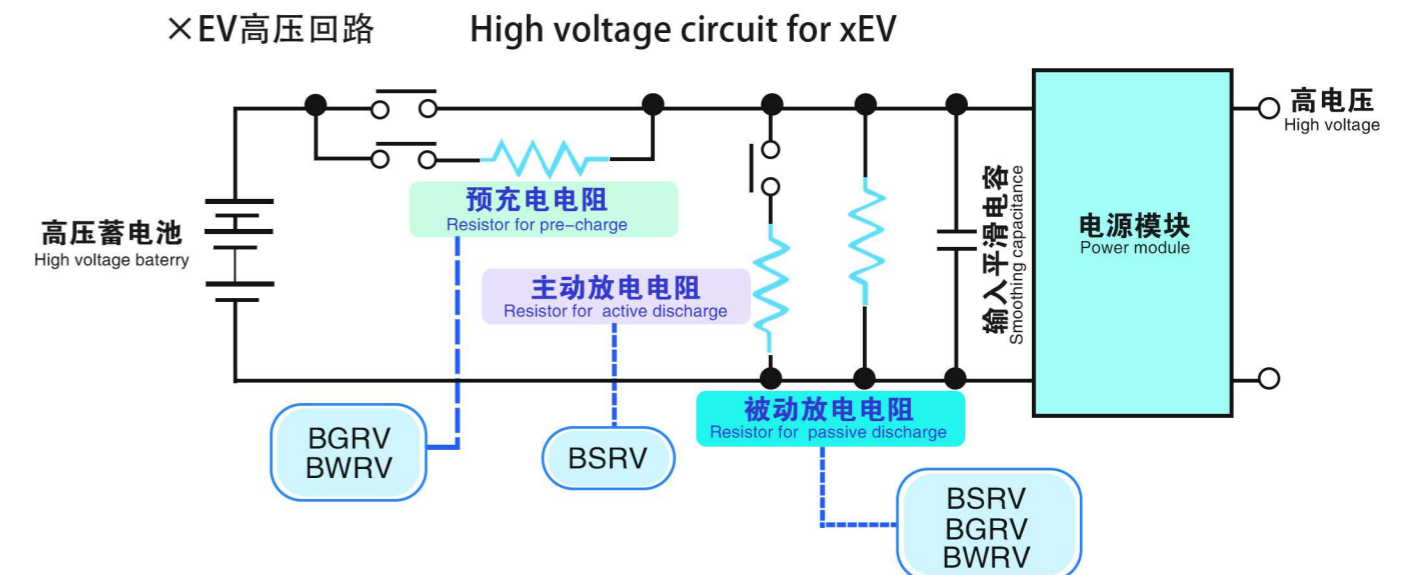 ×EV高压回路 High voltage circuit for xEV
高电压
High voltage
预充电电阻
Resistor for pre-charge
高压蓄电池
High voltage baterry
主动放电电阻
Resistor for active discharge
输入平滑电容
Smoothing capacitance
电源模块
Power module
被动放电电阻
Resistor for passive discharge
BGRV
BWRV
BSRV
BSRV
BGRV
BWRV